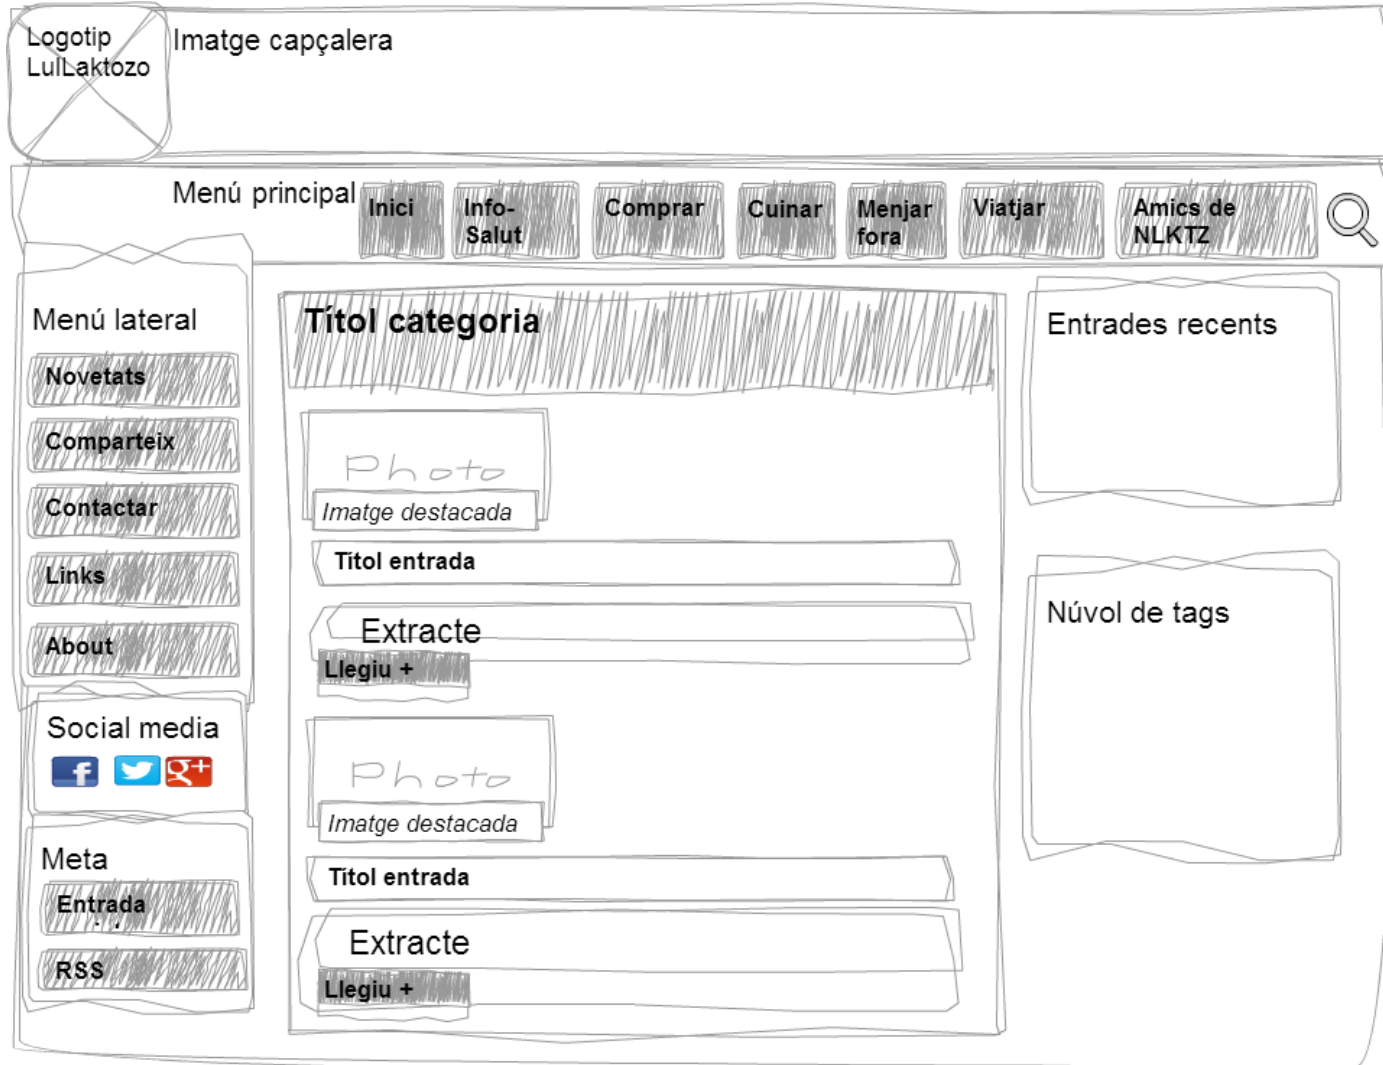 Logotip
LulLaktozo
Imatge capçalera
Menú principal
Inici
Info-
Salut
Comprar
Cuinar
Menjar
fora
Viatjar
Amics de
NLKTZ
Menú lateral
Novetats
Comparteix
Contactar
Links
About
Social media
f
g+
Meta
Entrada
RSS
Títol categoria
Photo
Imatge destacada
Títol entrada
Extracte
Llegiu +
Photo
Imatge destacada
Títol entrada
Extracte
Llegiu +
Entrades recents
Núvol de tags